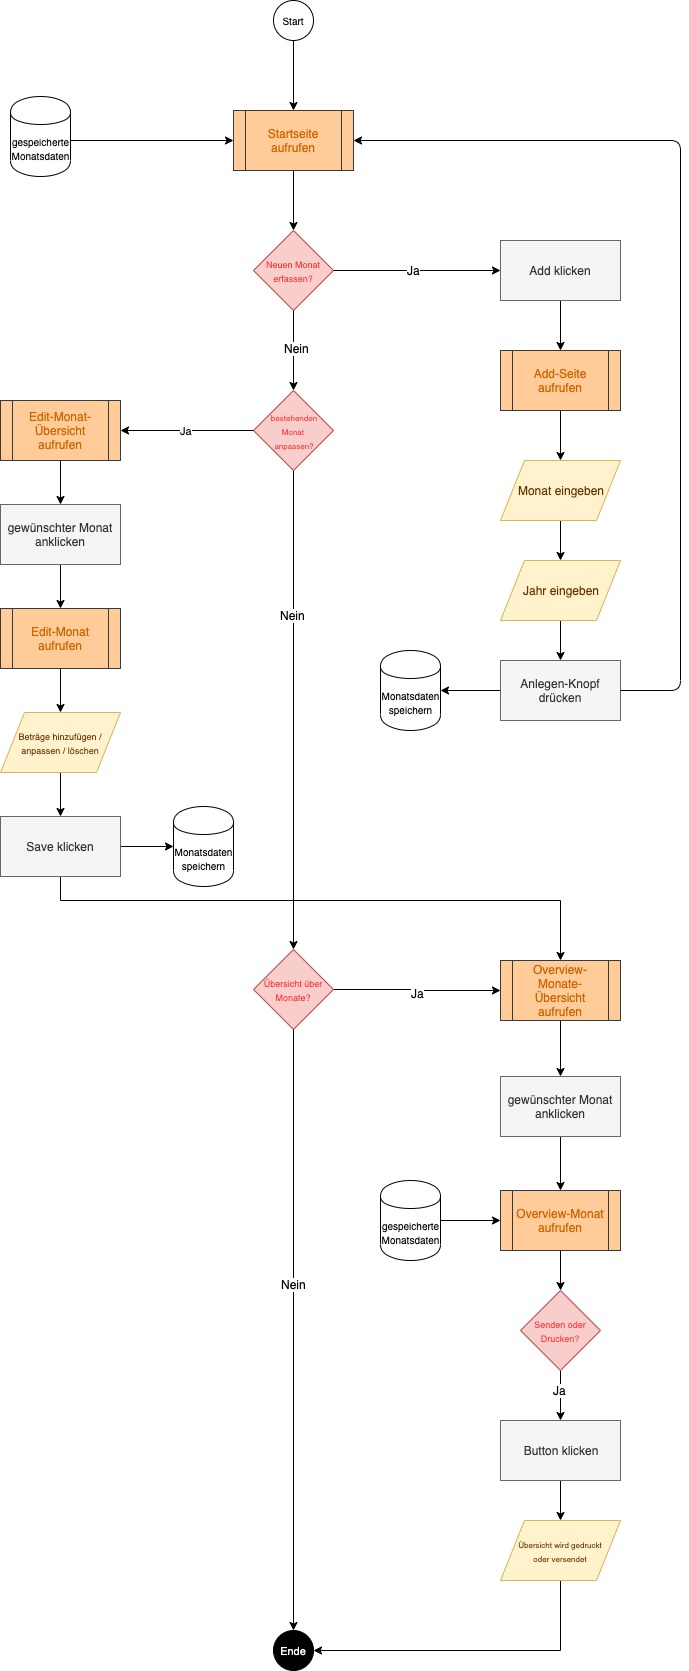 Start
gespeicherte
Monatsdaten
Startseite
aufrufen
Neuen Monat
erfassen?
Ja
Add klicken
Nein
Add-Seite
aufrufen
Edit-Monat-
Übersicht
aufrufen
Ja
bestehenden
Monat
anpassen?
Monat eingeben
gewünschter Monat
anklicken
Jahr eingeben
Nein
Edit-Monat
aufrufen
Monatsdaten
speichern
Anlegen-Knopf
drücken
Beträge hinzufügen /
anpassen / löschen
Save klicken
Monatsdaten
speichern
Übersicht über
Monate?
Ja
Overview-
Monate-
Übersicht
aufrufen
gewünschter Monat
anklicken
gespeicherte
Monatsdaten
Overview-Monat
aufrufen
Nein
Senden oder
Drucken?
Ja
Button klicken
Übersicht wird gedruckt
oder versendet
Ende